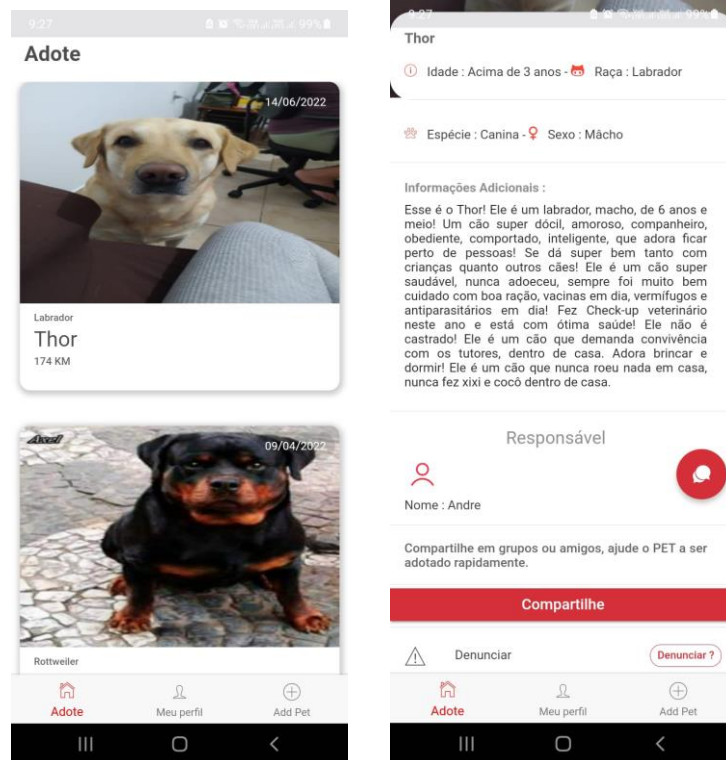 9:27
99%
Adote
14/06/2022
Labrador
Thor
174 KM
Axel
09/04/2022
Rottweiler
Adote
Meu perfil
Add Pet
9:27
99%
Thor
Idade : Acima de 3 anos - Raça : Labrador
Espécie : Canina - Sexo : Mácho
Informações Adicionais :
Esse é o Thor! Ele é um labrador, macho, de 6 anos e
meio! Um cão super dócil, amoroso, companheiro,
obediente, comportado, inteligente, que adora ficar
perto de pessoas! Se dá super bem tanto com
crianças quanto outros cães! Ele é um cão super
saudável, nunca adoeceu, sempre foi muito bem
cuidado com boa ração, vacinas em dia, vermífugos e
antiparasitários em dia! Fez Check-up veterinário
neste ano e está com ótima saúde! Ele não é
castrado! Ele é um cão que demanda convivência
com os tutores, dentro de casa. Adora brincar e
dormir! Ele é um cão que nunca roeu nada em casa,
nunca fez xixi e cocô dentro de casa.
Responsável
Nome : Andre
Compartilhe em grupos ou amigos, ajude o PET a ser
adotado rapidamente.
Compartilhe
Denunciar
Denunciar ?
Adote
Meu perfil
Add Pet